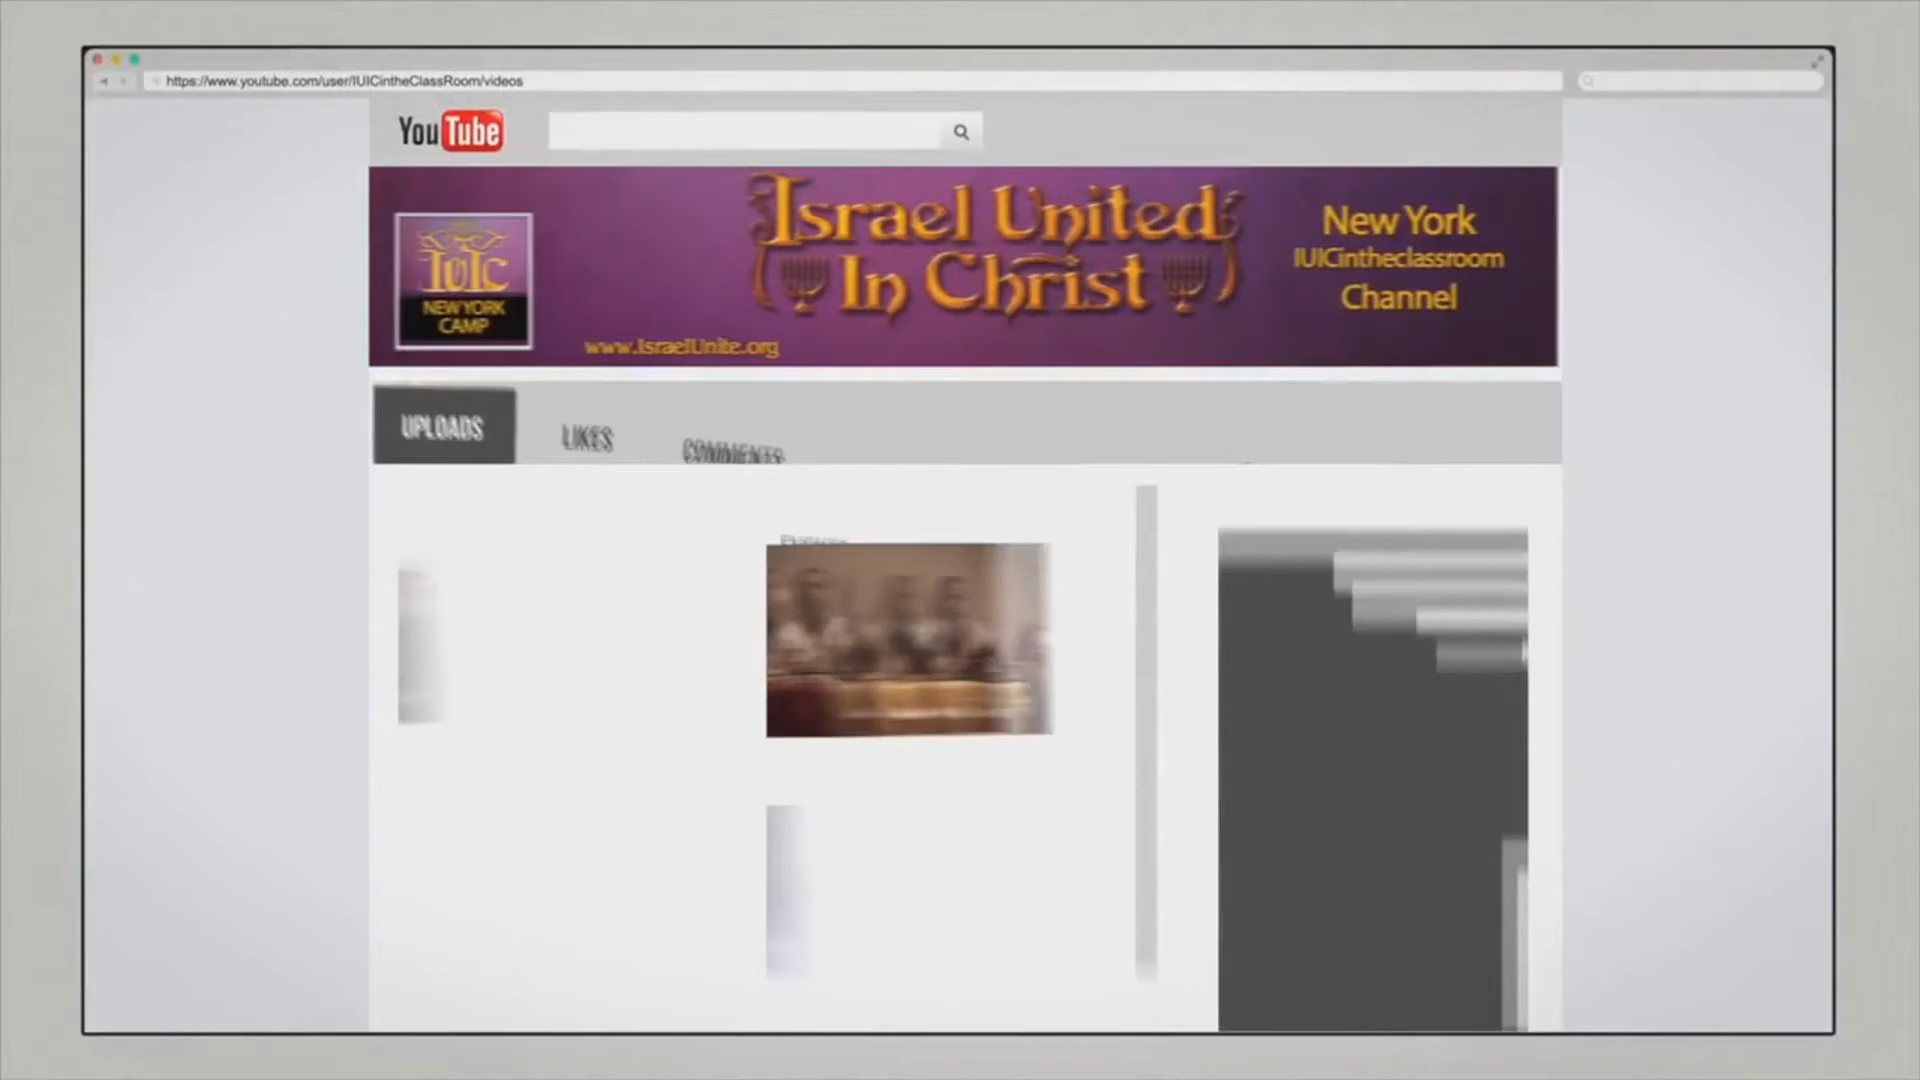 https://www.youtube.com/user/IUICintheClassRoom/videos
YouTube
Israel United
In Christ
New York
IUICintheclassroom
Channel
IUIC
NEW YORK
CAMP
www.IsraelUnite.org
UPLOADS
LIKES
COMMENTS